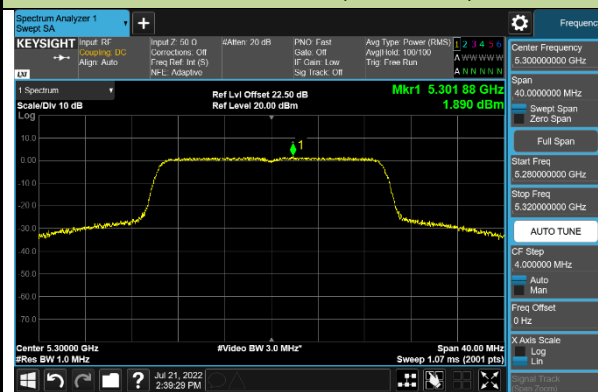 Spectrum Analyzer 1
Swept SA
Frequency
KEYSIGHT
Input: RF
Coupling: DC
Align: Auto
Input Z: 50 Ω
Corrections: Off
Freq Ref: Int (S)
NFE: Adaptive
#Atten: 20 dB
PNO: Fast
Gate: Off
IF Gain: Low
Sig Track: Off
Avg Type: Power (RMS)
Avg|Hold: 100/100
Trig: Free Run
1 2 3 4 5 6
A W W W W W
A N N N N N
LXI
1 Spectrum
Scale/Div 10 dB
Log
Ref Lvl Offset 22.50 dB
Ref Level 20.00 dBm
Mkr1 5.301 88 GHz
1.890 dBm
1
10.0
0.00
-10.0
-20.0
-30.0
-40.0
-50.0
-60.0
-70.0
Center 5.30000 GHz
#Res BW 1.0 MHz
#Video BW 3.0 MHz*
Span 40.00 MHz
Sweep 1.07 ms (2001 pts)
Center Frequency
5.300000000 GHz
Span
40.0000000 MHz
Swept Span
Zero Span
Full Span
Start Freq
5.280000000 GHz
Stop Freq
5.320000000 GHz
AUTO TUNE
CF Step
4.000000 MHz
Auto
Man
Freq Offset
0 Hz
X Axis Scale
Log
Lin
Signal Track
(Span Zoom)
Jul 21, 2022
2:39:29 PM